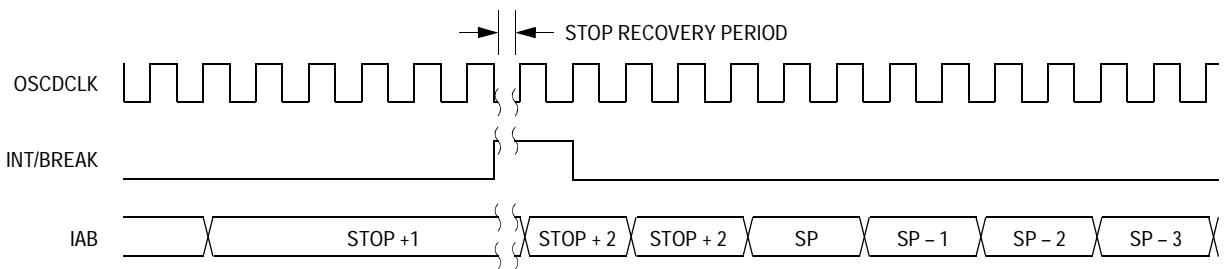 STOP RECOVERY PERIOD
OSCDCLK
INT/BREAK
IAB STOP +1 STOP + 2 STOP + 2 SP SP – 1 SP – 2 SP – 3